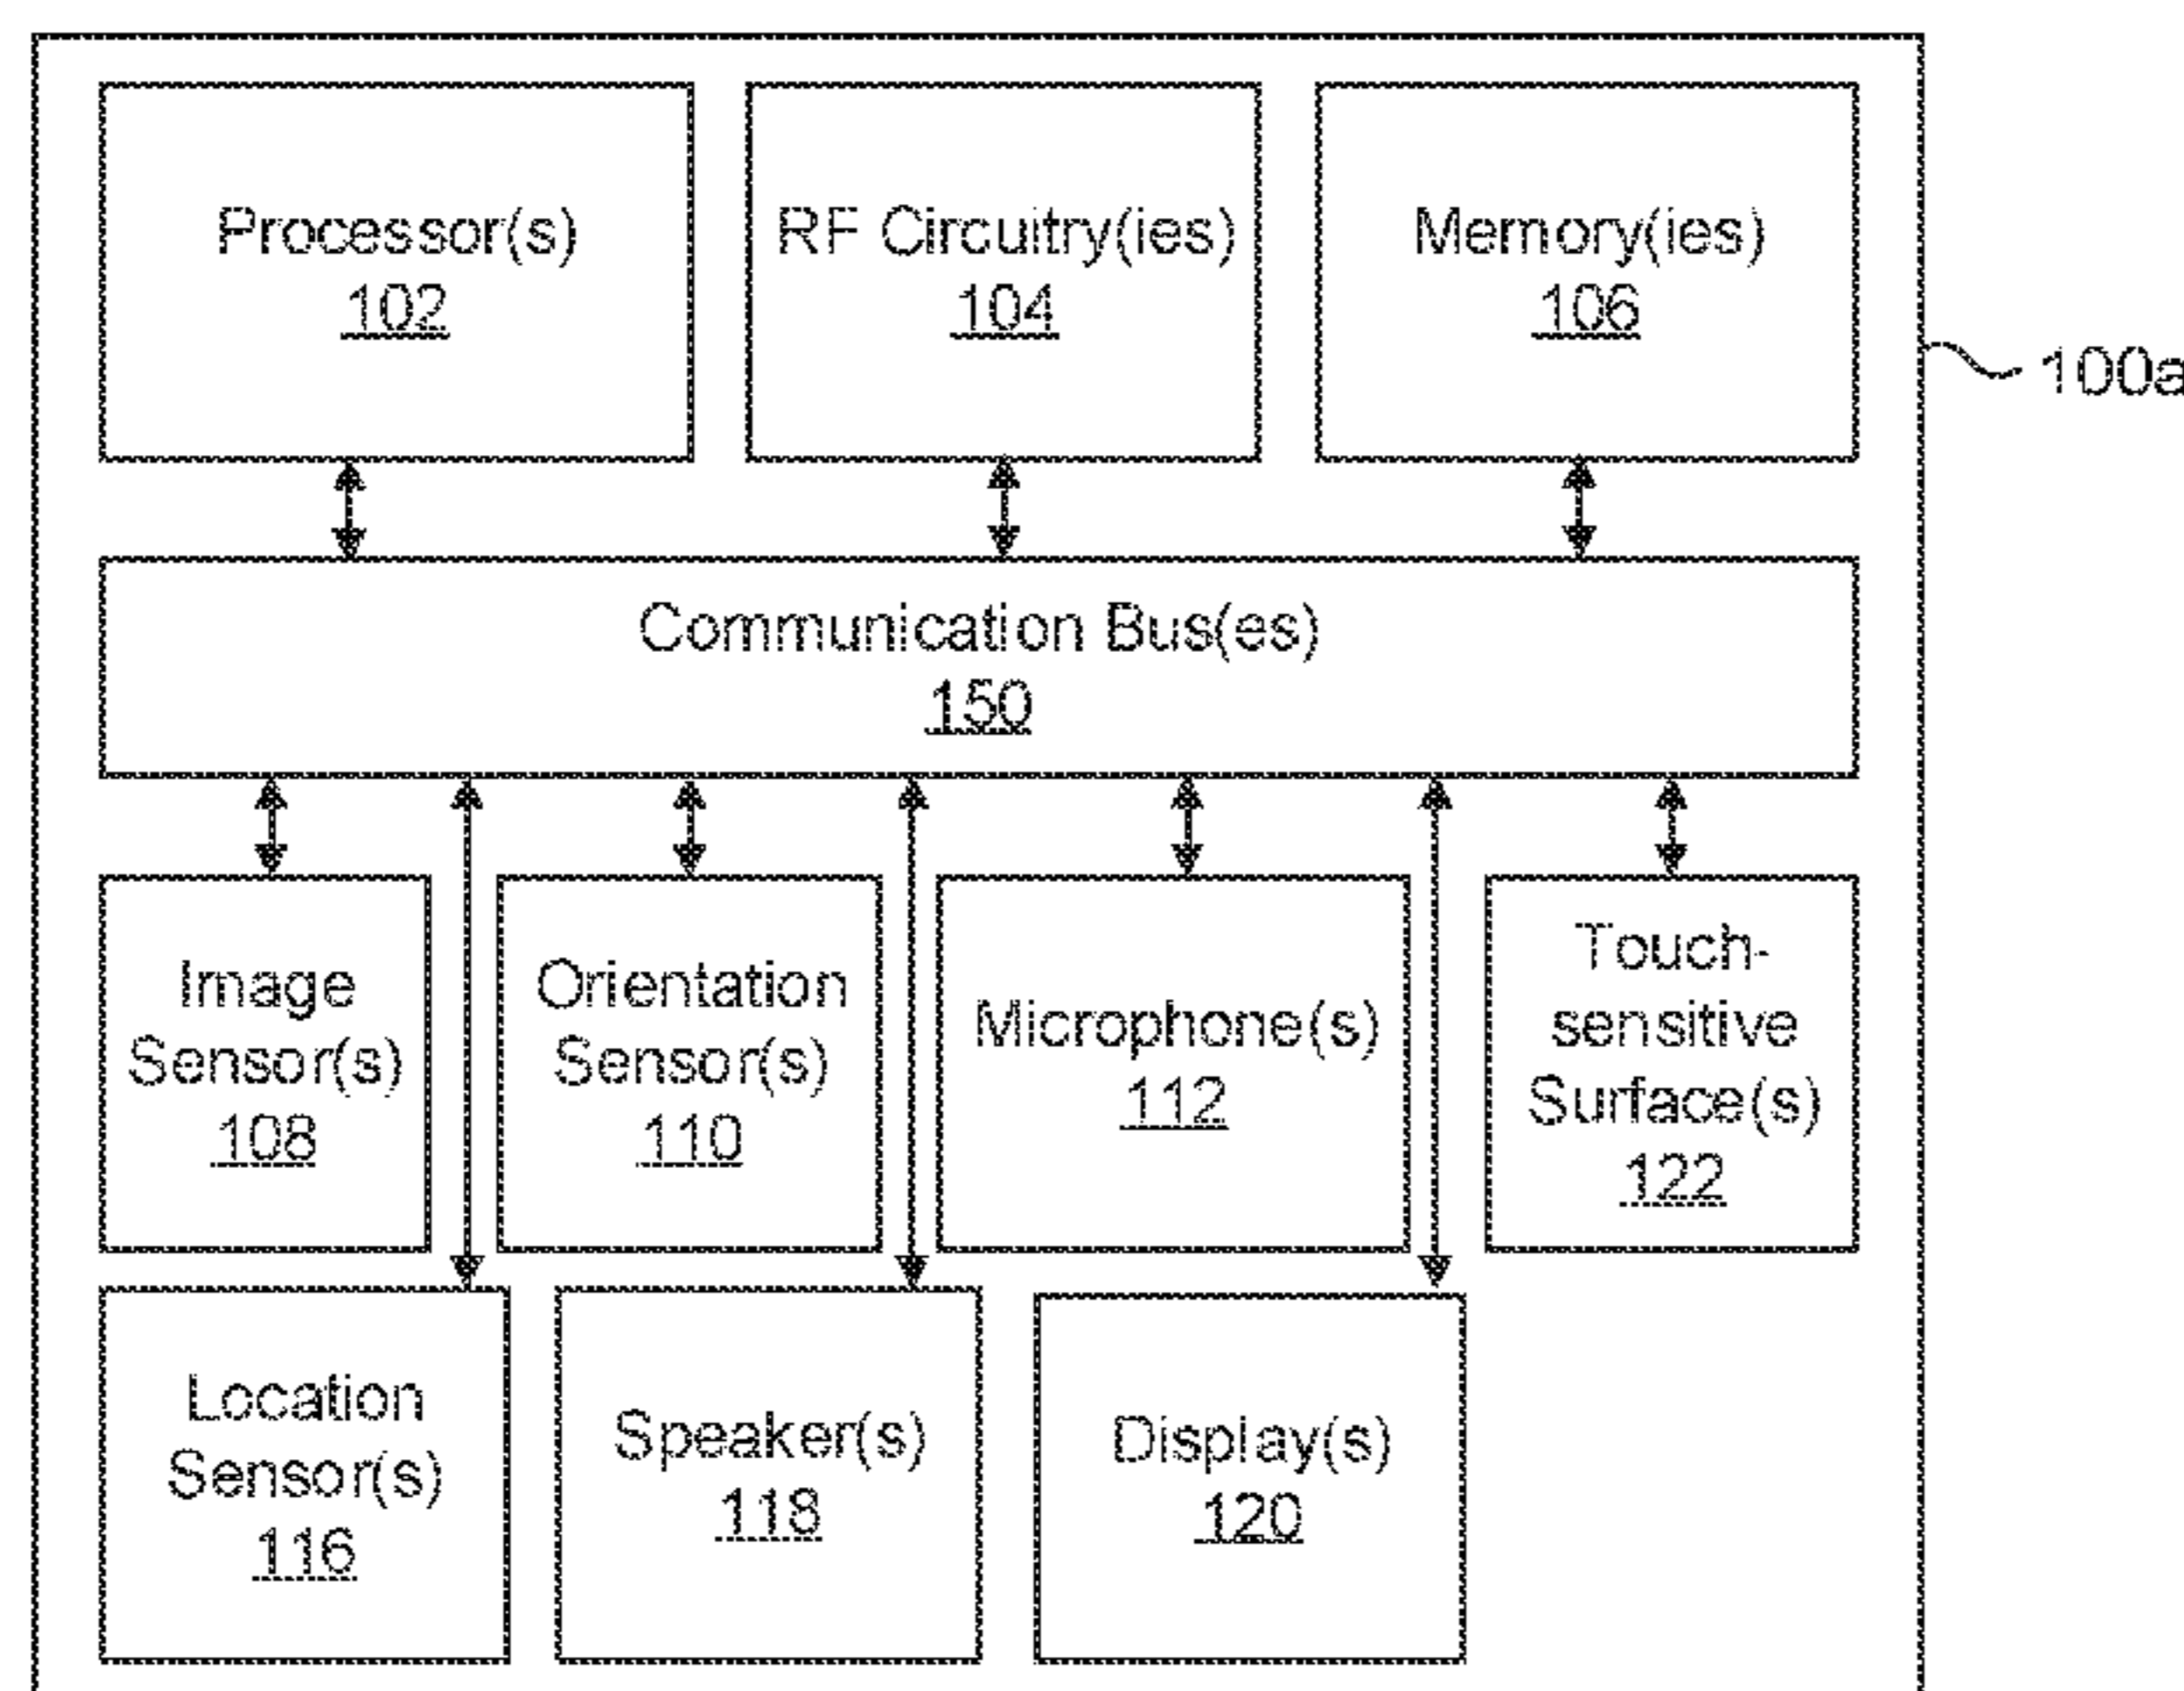 Processor(s)
102
RF Circuitry(ies)
104
Memory(ies)
106
100a
Communication Bus(es)
150
Image
Sensor(s)
108
Orientation
Sensor(s)
110
Microphone(s)
112
Touch-
sensitive
Surface(s)
122
Location
Sensor(s)
116
Speaker(s)
118
Display(s)
120